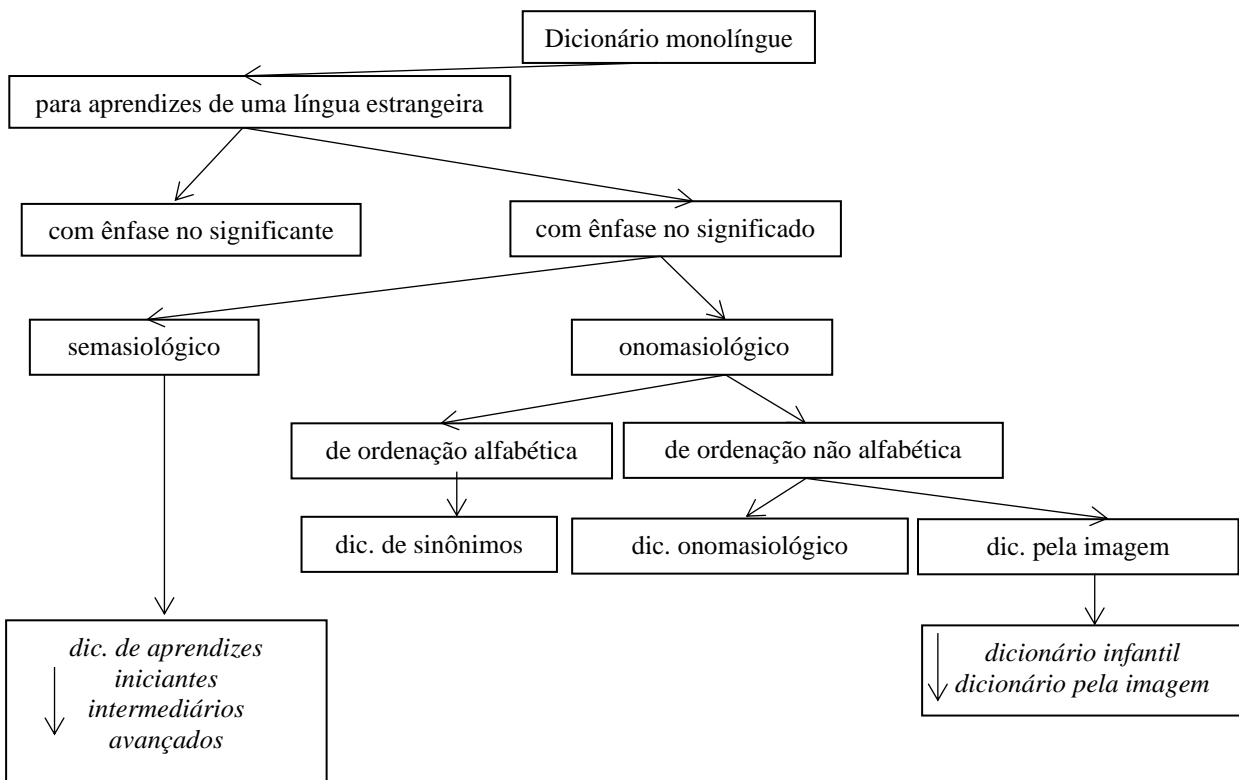 Dicionário monolíngue
para aprendizes de uma língua estrangeira
com ênfase no significante
com ênfase no significado
semasiológico
onomasiológico
de ordenação alfabética
de ordenação não alfabética
dic. de sinônimos
dic. onomasiológico
dic. pela imagem
dic. de aprendizes
iniciantes
intermediários
avançados
dicionário infantil
dicionário pela imagem